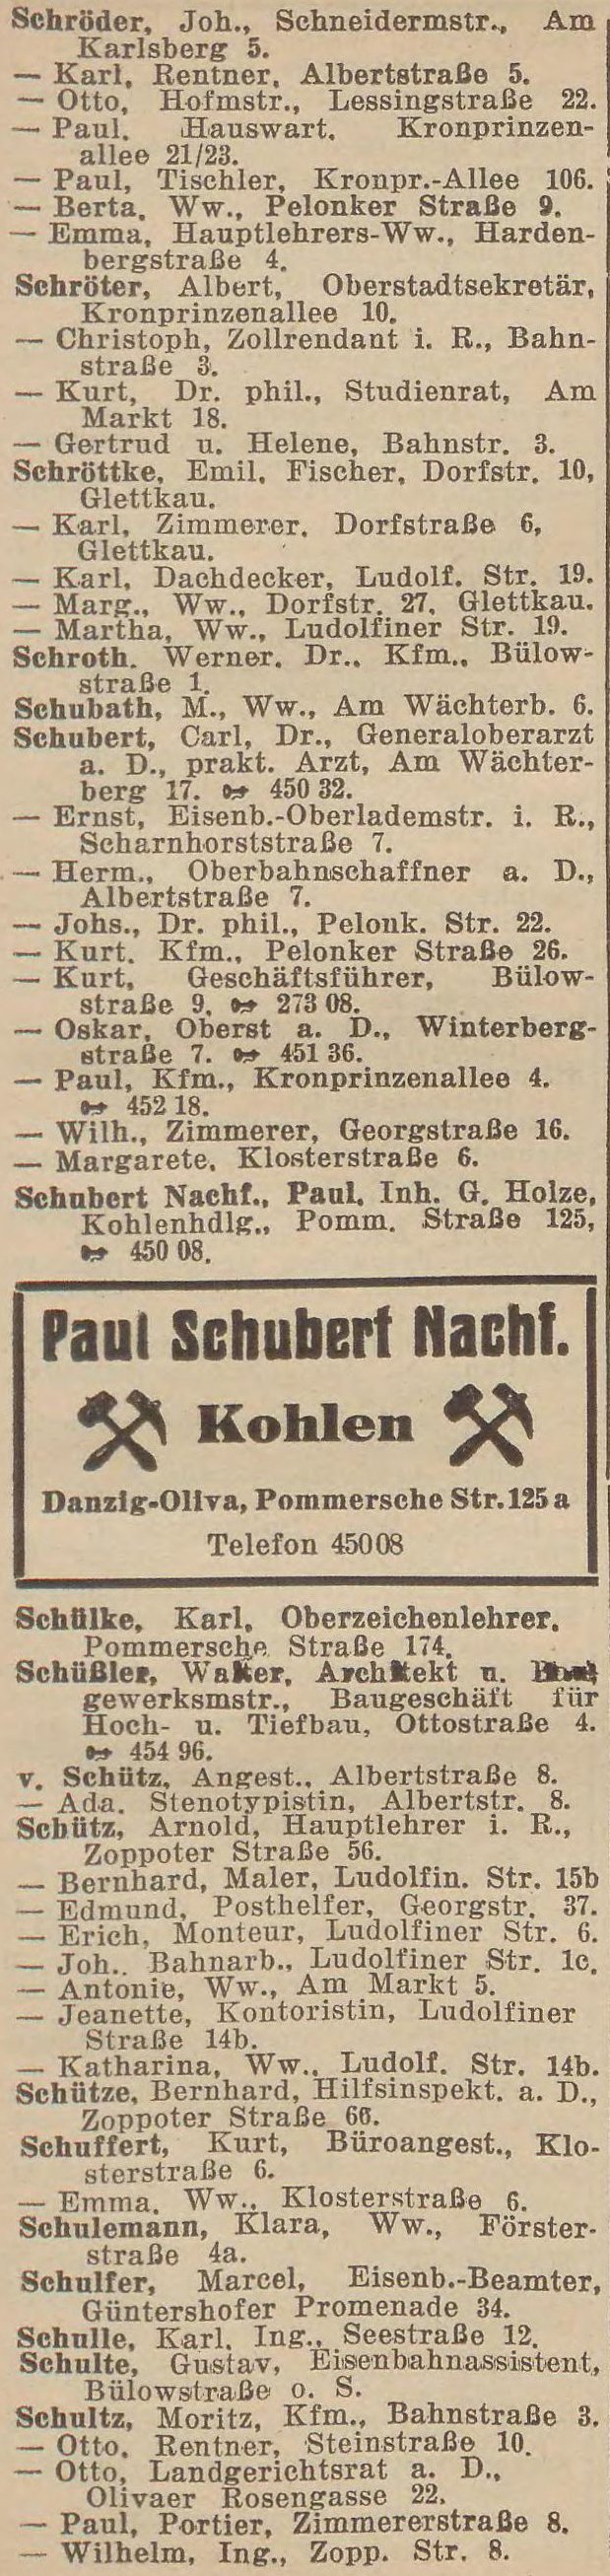 Schröder, Joh., Schneidermstr., Am
Karlsberg 5.
— Karl, Rentner, Albertstraße 5.
— Otto, Hofmstr., Lessingstraße 22.
— Paul, Hauswart, Kronprinzen-
allee 21/23.
— Paul, Tischler, Kronpr.-Allee 106.
— Berta, Ww., Pelonker Straße 9.
— Emma, Hauptlehrers-Ww., Harden-
bergstraße 4.
Schröter, Albert, Oberstadtsekretär,
Kronprinzenallee 10.
— Christoph, Zollrendant i. R., Bahn-
straße 3.
— Kurt, Dr. phil., Studienrat, Am
Markt 18.
— Gertrud u. Helene, Bahnstr. 3.
Schröttke, Emil, Fischer, Dorfstr. 10,
Glettkau.
— Karl, Zimmerer, Dorfstraße 6,
Glettkau.
— Karl, Dachdecker, Ludolf. Str. 19.
— Marg., Ww., Dorfstr. 27, Glettkau.
— Martha, Ww., Ludolfiner Str. 19.
Schroth, Werner, Dr., Kfm., Bülow-
straße 1.
Schubath, M., Ww., Am Wächterb. 6.
Schubert, Carl, Dr., Generaloberarzt
a. D., prakt. Arzt, Am Wächter-
berg 17. 450 32.
— Ernst, Eisenb.-Oberlademstr. i. R.,
Scharnhorststraße 7.
— Herm., Oberbahnschaffner a. D.,
Albertstraße 7.
— Johs., Dr. phil., Pelonk. Str. 22.
— Kurt, Kfm., Pelonker Straße 26.
— Kurt, Geschäftsführer, Bülow-
straße 9, 273 08.
— Oskar, Oberst a. D., Winterberg-
straße 7. 451 36.
— Paul, Kfm., Kronprinzenallee 4.
452 18.
— Wilh., Zimmerer, Georgstraße 16.
— Margarete, Klosterstraße 6.
Schubert Nachf., Paul, Inh. G. Holze,
Kohlenhdlg., Pomm. Straße 125,
450 08.
Paul Schubert Nachf.
Kohlen
Danzig-Oliva, Pommersche Str. 125 a
Telefon 450 08
Schülke, Karl, Oberzeichenlehrer,
Pommersche Straße 174.
Schüßler, Walter, Architekt u.
gewerksmstr., Baugeschäft für
Hoch- u. Tiefbau, Ottostraße 4.
454 96.
v. Schütz, Angest., Albertstraße 8.
— Ada, Stenotypistin, Albertstr. 8.
Schütz, Arnold, Hauptlehrer i. R.,
Zoppoter Straße 56.
— Bernhard, Maler, Ludolfin. Str. 15b
— Edmund, Posthelfer, Georgstr. 37.
— Erich, Monteur, Ludolfiner Str. 6.
— Joh., Bahnarb., Ludolfiner Str. 1c.
— Antonie, Ww., Am Markt 5.
— Jeanette, Kontoristin, Ludolfiner
Straße 14b.
— Katharina, Ww., Ludolf. Str. 14b.
Schütze, Bernhard, Hilfsinspekt. a. D.,
Zoppoter Straße 66.
Schuffert, Kurt, Büroangest., Klo-
sterstraße 6.
— Emma, Ww., Klosterstraße 6.
Schulemann, Klara, Ww., Förster-
straße 4a.
Schulfer, Marcel, Eisenb.-Beamter,
Güntershofer Promenade 34.
Schulle, Karl, Ing., Seestraße 12.
Schulte, Gustav, Eisenbahnassistent,
Bülowstraße o. S.
Schultz, Moritz, Kfm., Bahnstraße 3.
— Otto, Rentner, Steinstraße 10.
— Otto, Landgerichtsrat a. D.,
Olivaer Rosengasse 22.
— Paul, Portier, Zimmererstraße 8.
— Wilhelm, Ing., Zopp. Str. 8.